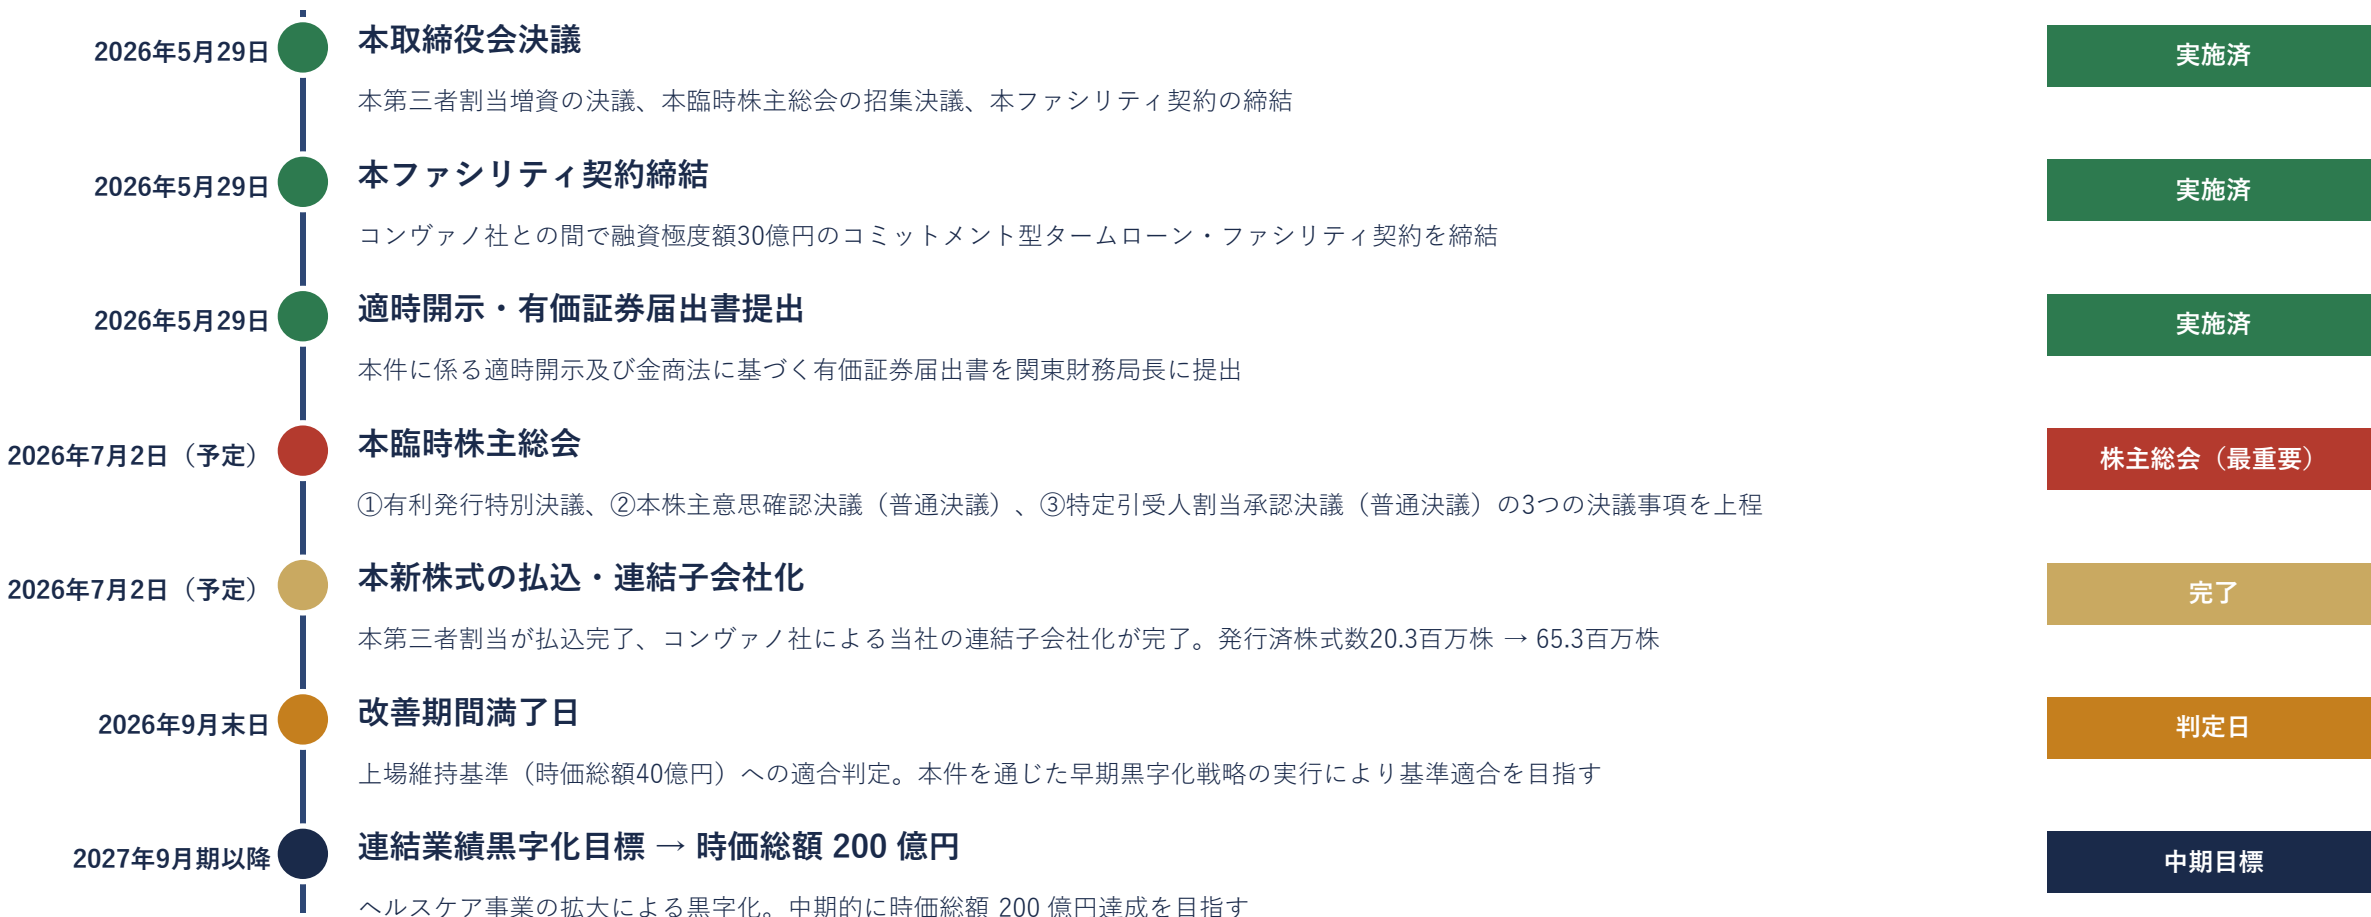 2026年5月29日
本取締役会決議
実施済
本第三者割当増資の決議、本臨時株主総会の招集決議、本ファシリティ契約の締結
2026年5月29日
本ファシリティ契約締結
実施済
コンヴァノ社との間で融資極度額30億円のコミットメント型タームローン・ファシリティ契約を締結
2026年5月29日
適時開示・有価証券届出書提出
実施済
本件に係る適時開示及び金商法に基づく有価証券届出書を関東財務局長に提出
2026年7月2日（予定）
本臨時株主総会
株主総会（最重要）
①有利発行特別決議、②本株主意思確認決議（普通決議）、③特定引受人割当承認決議（普通決議）の3つの決議事項を上程
2026年7月2日（予定）
本新株式の払込・連結子会社化
完了
本第三者割当が払込完了、コンヴァノ社による当社の連結子会社化が完了。発行済株式数20.3百万株 → 65.3百万株
2026年9月末日
改善期間満了日
判定日
上場維持基準（時価総額40億円）への適合判定。本件を通じた早期黒字化戦略の実行により基準適合を目指す
2027年9月期以降
連結業績黒字化目標 → 時価総額 200 億円
中期目標
ヘルスケア事業の拡大による黒字化。中期的に時価総額 200 億円達成を目指す